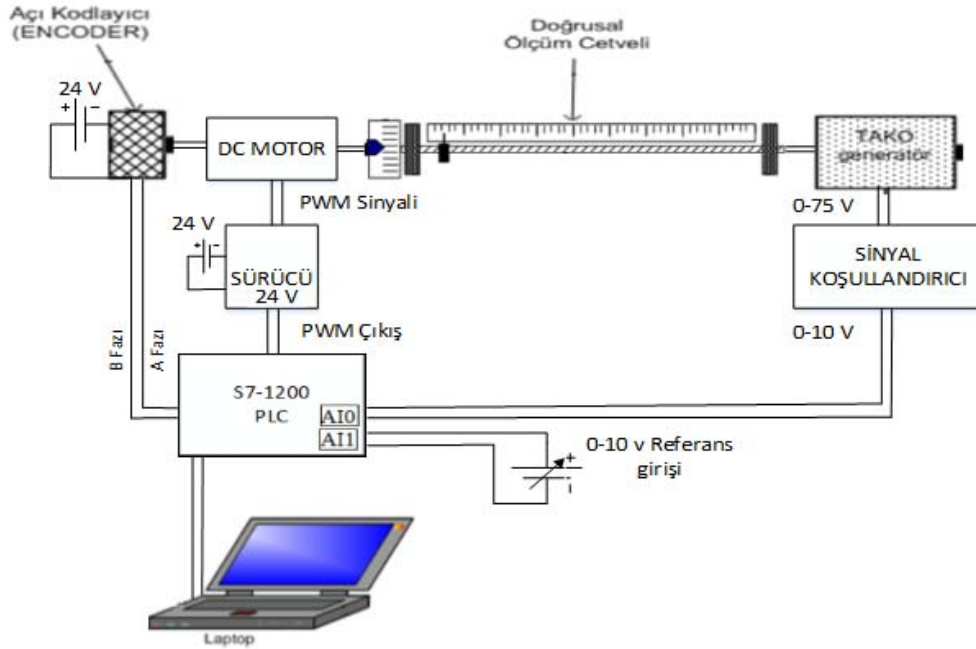 Açı Kodlayıcı
(ENCODER)
Doğrusal
Ölçüm Cetveli
24 V
+
-
DC MOTOR
TAKO
generatör
PWM Sinyali
0-75 V
24 V
+
-
SÜRÜCÜ
24 V
SİNYAL
KOŞULLANDIRICI
PWM Çıkış
0-10 V
B Fazı
A Fazı
S7-1200
PLC
AI0
AI1
0-10 v Referans
girişi
+
-
Laptop